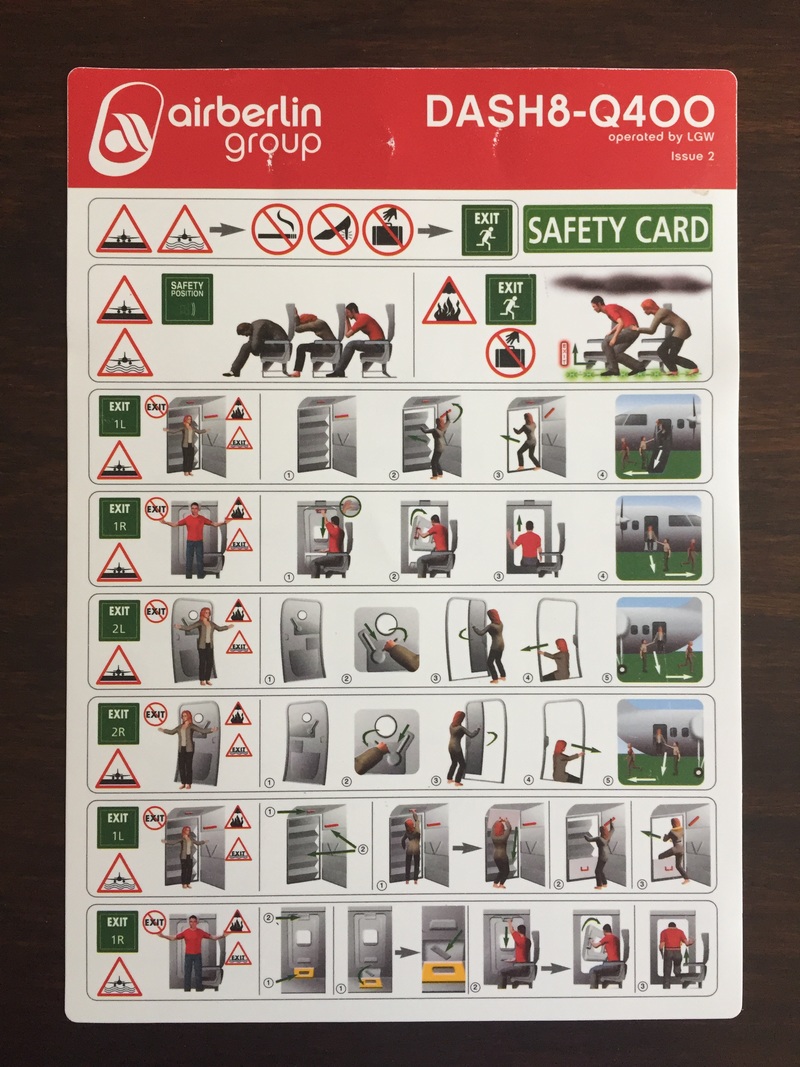 airberlin
group
DASH8-Q400
operated by LGW
Issue 2
EXIT
SAFETY CARD
SAFETY
POSITION
EXIT
EXIT
1L
EXIT
EXIT
1
2
3
4
EXIT
1R
EXIT
EXIT
1
2
3
4
EXIT
2L
EXIT
EXIT
1
2
3
4
5
EXIT
2R
EXIT
EXIT
1
2
3
4
5
EXIT
1L
EXIT
EXIT
1
2
1
2
3
EXIT
1R
EXIT
EXIT
2
1
1
2
3